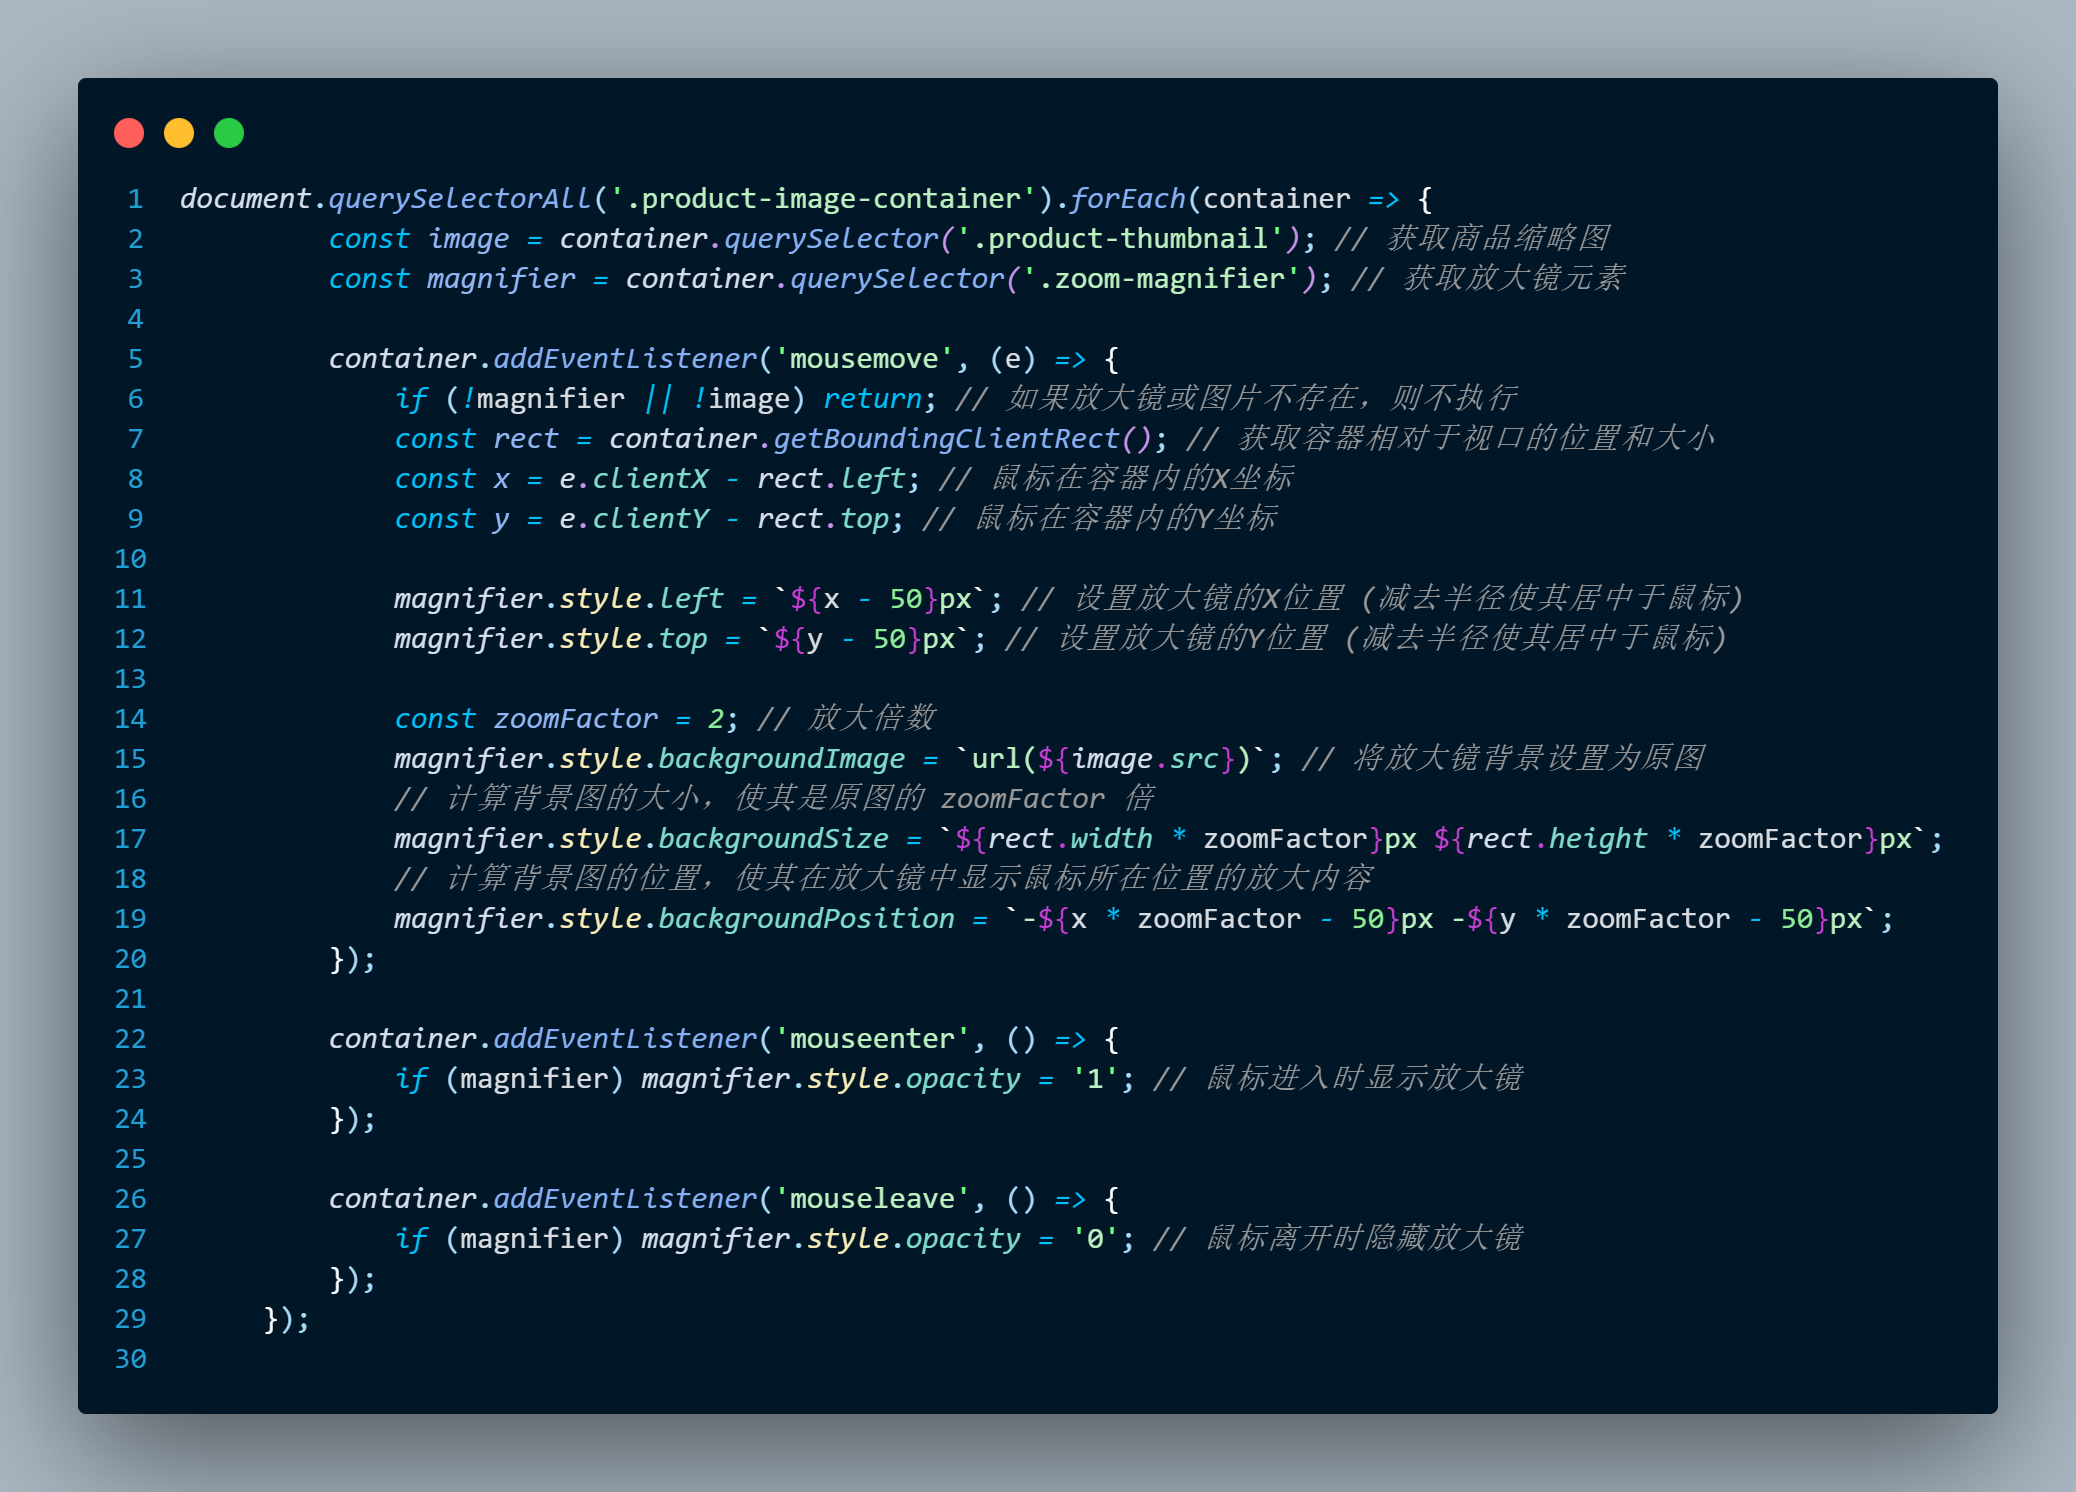 1 document.querySelectorAll('.product-image-container').forEach(container => {
2 const image = container.querySelector('.product-thumbnail'); // 获取商品缩略图
3 const magnifier = container.querySelector('.zoom-magnifier'); // 获取放大镜元素
4
5 container.addEventListener('mousemove', (e) => {
6 if (!magnifier || !image) return; // 如果放大镜或图片不存在，则不执行
7 const rect = container.getBoundingClientRect(); // 获取容器相对于视口的位置和大小
8 const x = e.clientX - rect.left; // 鼠标在容器内的X坐标
9 const y = e.clientY - rect.top; // 鼠标在容器内的Y坐标
10
11 magnifier.style.left = `${x - 50}px`; // 设置放大镜的X位置 (减去半径使其居中于鼠标)
12 magnifier.style.top = `${y - 50}px`; // 设置放大镜的Y位置 (减去半径使其居中于鼠标)
13
14 const zoomFactor = 2; // 放大倍数
15 magnifier.style.backgroundImage = `url(${image.src})`; // 将放大镜背景设置为原图
16 // 计算背景图的大小，使其是原图的 zoomFactor 倍
17 magnifier.style.backgroundSize = `${rect.width * zoomFactor}px ${rect.height * zoomFactor}px`;
18 // 计算背景图的位置，使其在放大镜中显示鼠标所在位置的放大内容
19 magnifier.style.backgroundPosition = `-${x * zoomFactor - 50}px -${y * zoomFactor - 50}px`;
20 });
21
22 container.addEventListener('mouseenter', () => {
23 if (magnifier) magnifier.style.opacity = '1'; // 鼠标进入时显示放大镜
24 });
25
26 container.addEventListener('mouseleave', () => {
27 if (magnifier) magnifier.style.opacity = '0'; // 鼠标离开时隐藏放大镜
28 });
29 });
30